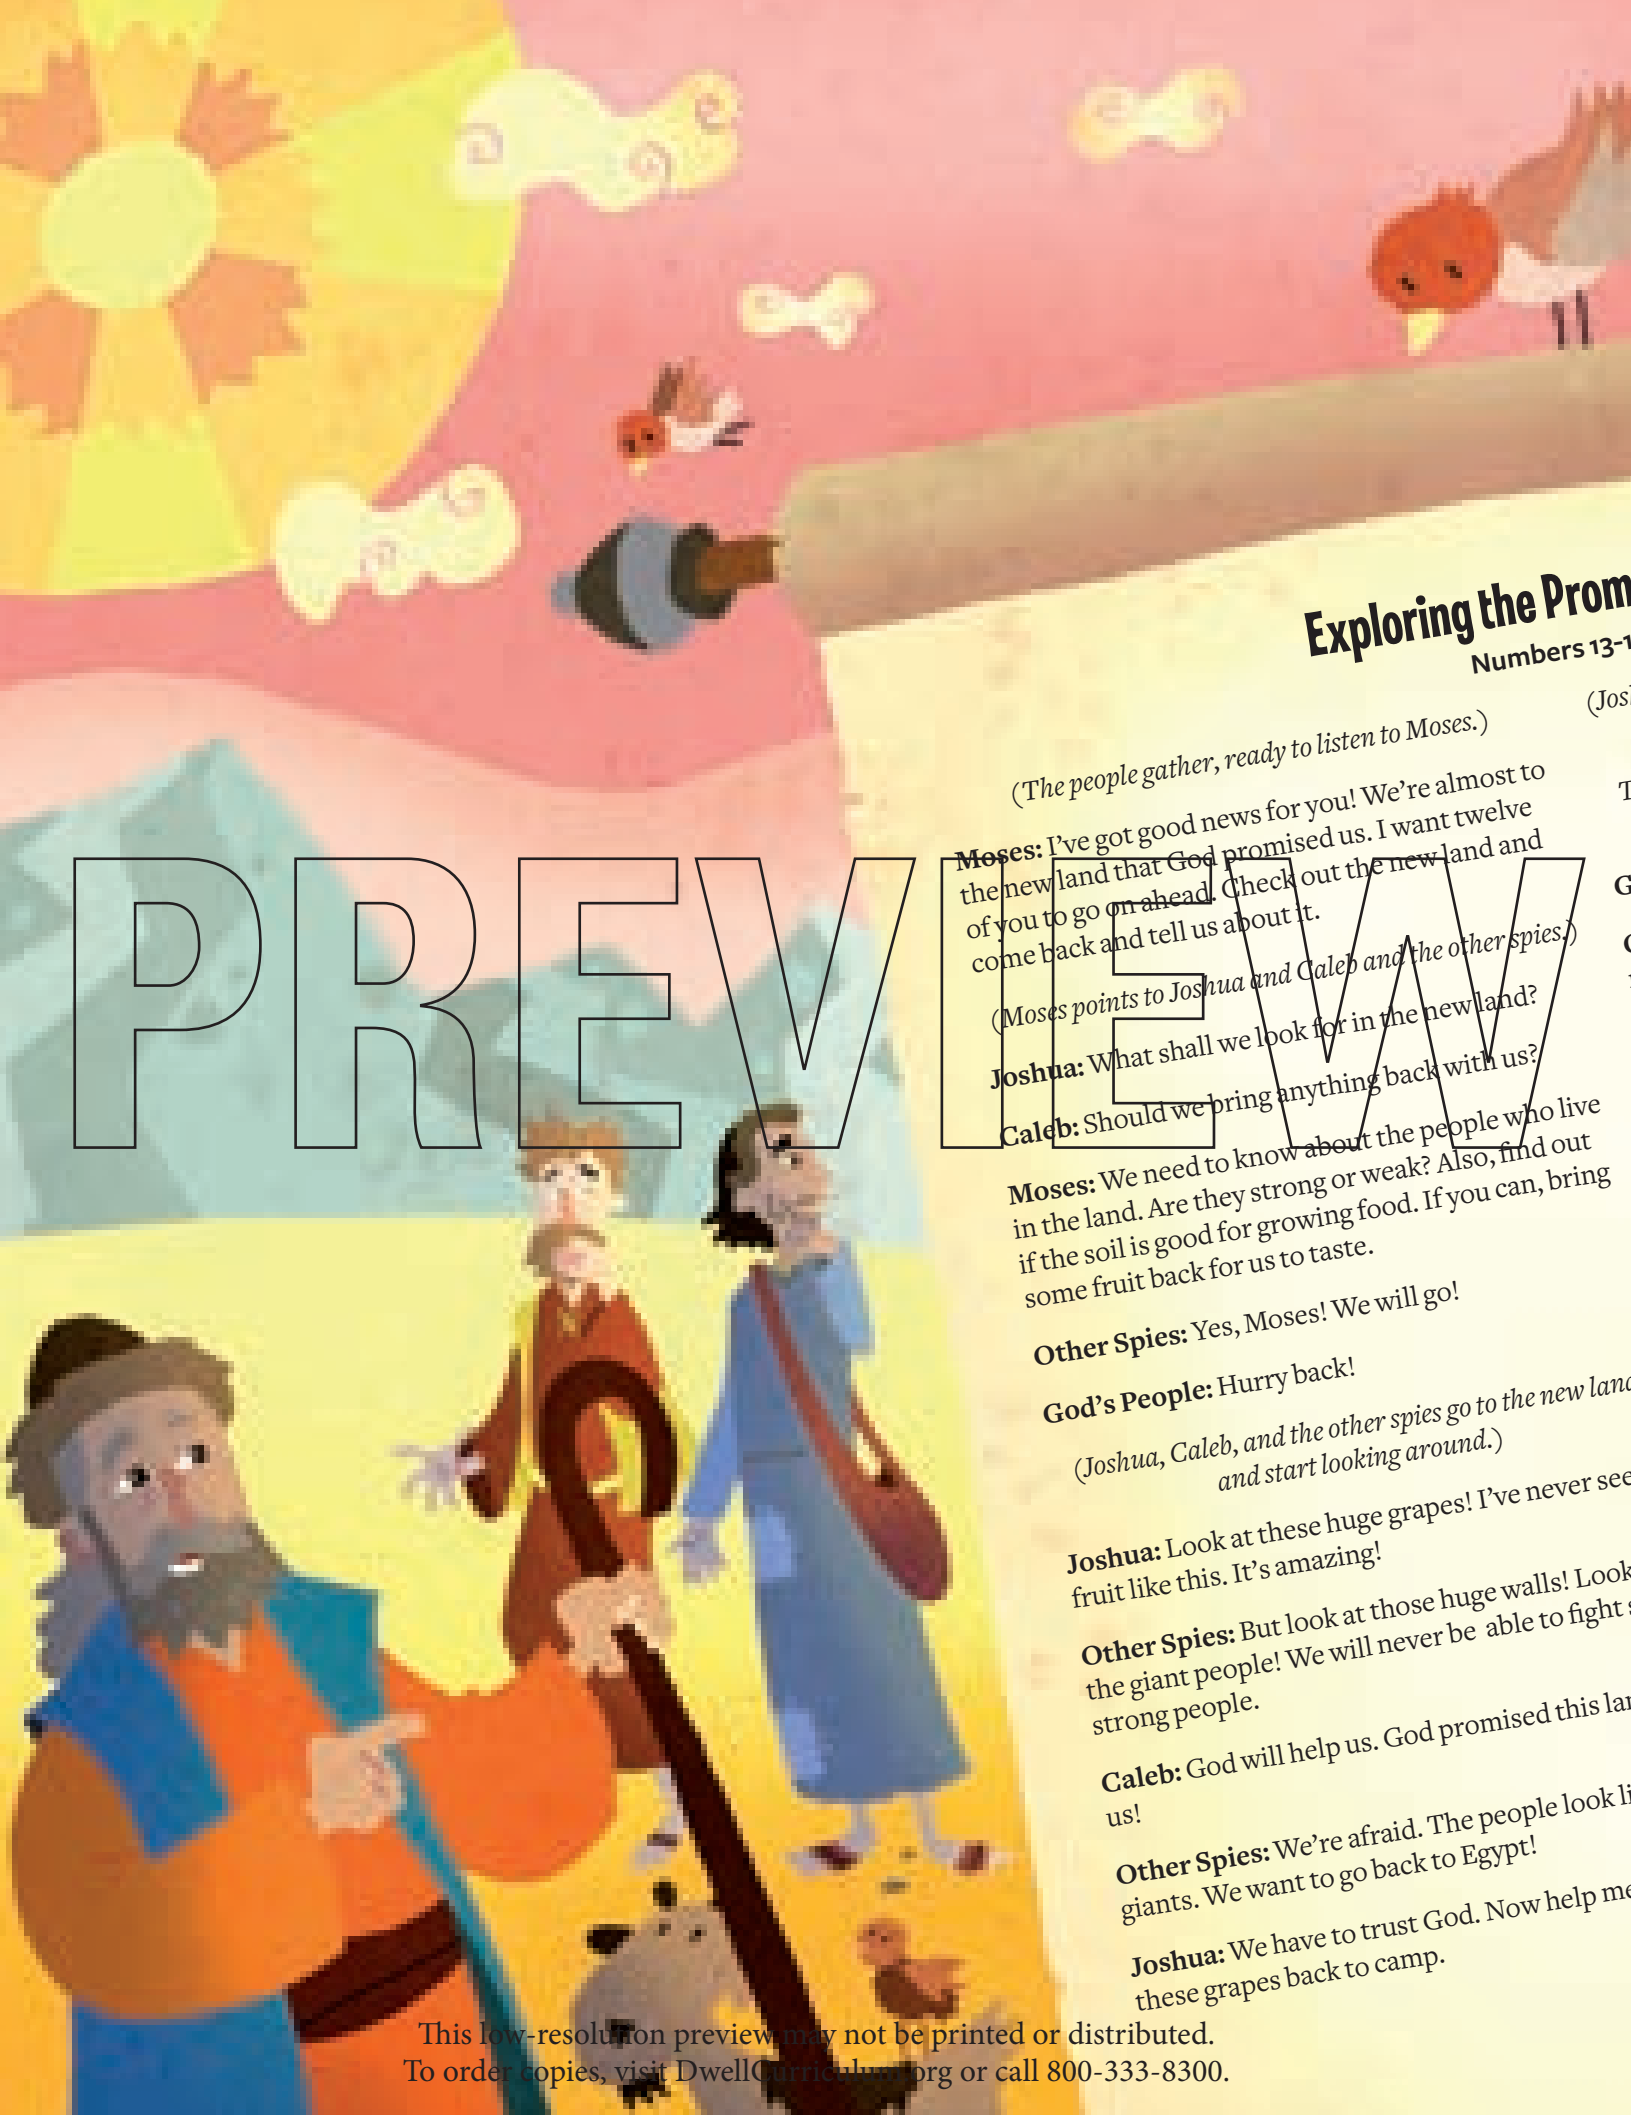 Exploring the Prom
Numbers 13-1
(The people gather, ready to listen to Moses.)
Moses: I’ve got good news for you! We’re almost to
the new land that God promised us. I want twelve
of you to go on ahead. Check out the new land and
come back and tell us about it.
(Moses points to Joshua and Caleb and the other spies.)
Joshua: What shall we look for in the new land?
Caleb: Should we bring anything back with us?
Moses: We need to know about the people who live
in the land. Are they strong or weak? Also, find out
if the soil is good for growing food. If you can, bring
some fruit back for us to taste.
Other Spies: Yes, Moses! We will go!
God’s People: Hurry back!
(Joshua, Caleb, and the other spies go to the new land
and start looking around.)
Joshua: Look at these huge grapes! I’ve never see
fruit like this. It’s amazing!
Other Spies: But look at those huge walls! Look
the giant people! We will never be able to fight s
strong people.
Caleb: God will help us. God promised this lan
us!
Other Spies: We’re afraid. The people look li
giants. We want to go back to Egypt!
Joshua: We have to trust God. Now help me
these grapes back to camp.
(Josh
T
G
PREVIEW
This low-resolution preview may not be printed or distributed.
To order copies, visit DwellCurriculum.org or call 800-333-8300.